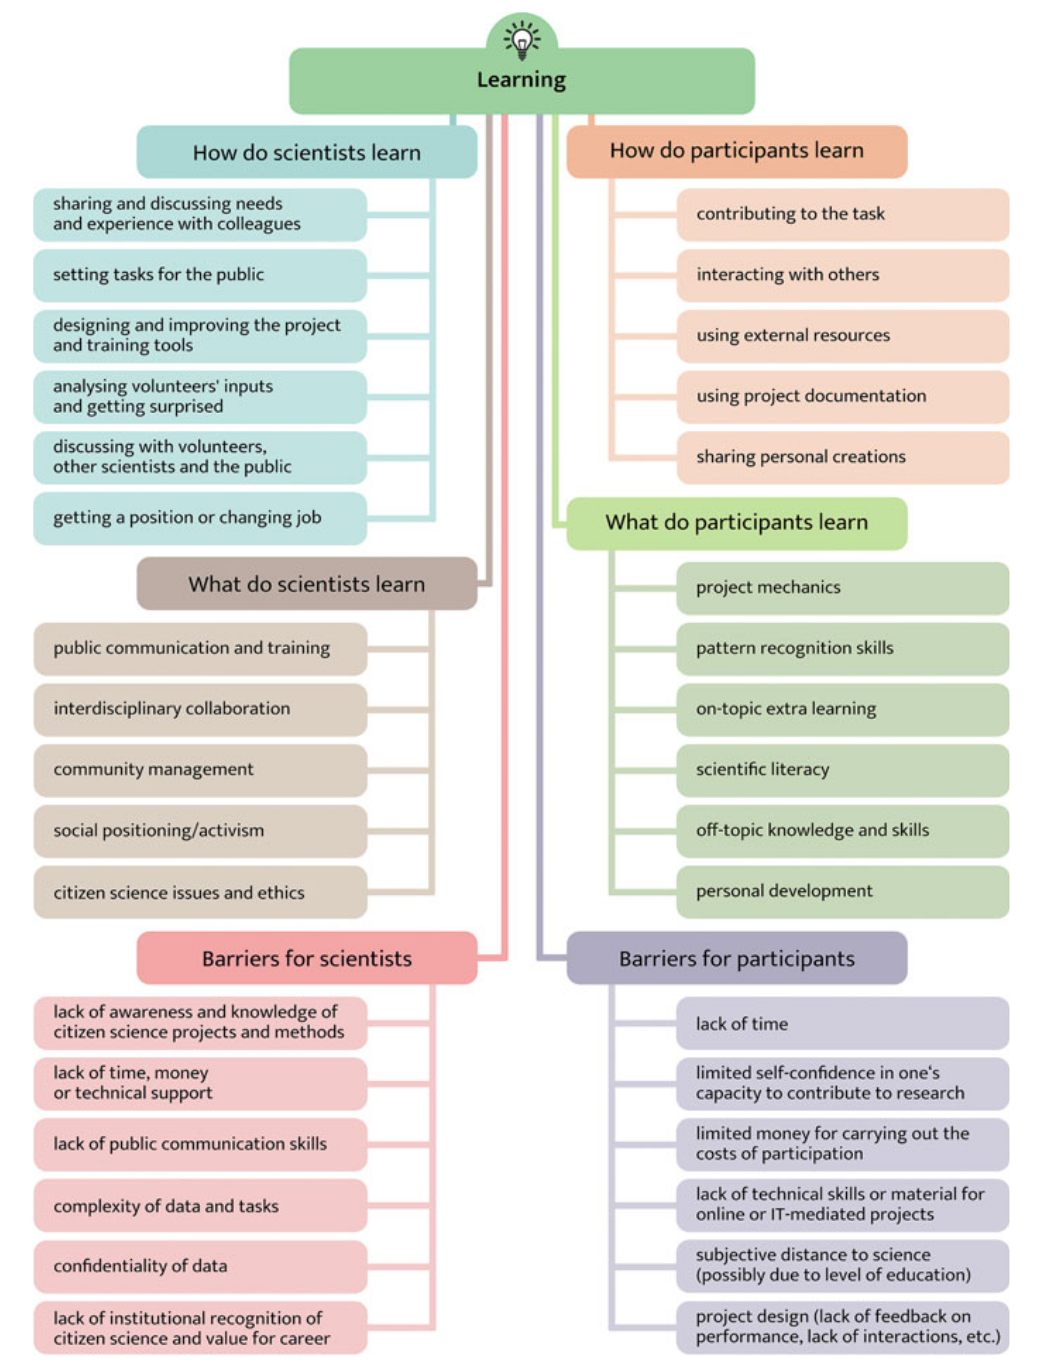 Learning
How do scientists learn
sharing and discussing needs
and experience with colleagues
setting tasks for the public
designing and improving the project
and training tools
analysing volunteers' inputs
and getting surprised
discussing with volunteers,
other scientists and the public
getting a position or changing job
What do scientists learn
public communication and training
interdisciplinary collaboration
community management
social positioning/activism
citizen science issues and ethics
Barriers for scientists
lack of awareness and knowledge of
citizen science projects and methods
lack of time, money
or technical support
lack of public communication skills
complexity of data and tasks
confidentiality of data
lack of institutional recognition of
citizen science and value for career
How do participants learn
contributing to the task
interacting with others
using external resources
using project documentation
sharing personal creations
What do participants learn
project mechanics
pattern recognition skills
on-topic extra learning
scientific literacy
off-topic knowledge and skills
personal development
Barriers for participants
lack of time
limited self-confidence in one‘s
capacity to contribute to research
limited money for carrying out the
costs of participation
lack of technical skills or material for
online or IT-mediated projects
subjective distance to science
(possibly due to level of education)
project design (lack of feedback on
performance, lack of interactions, etc.)